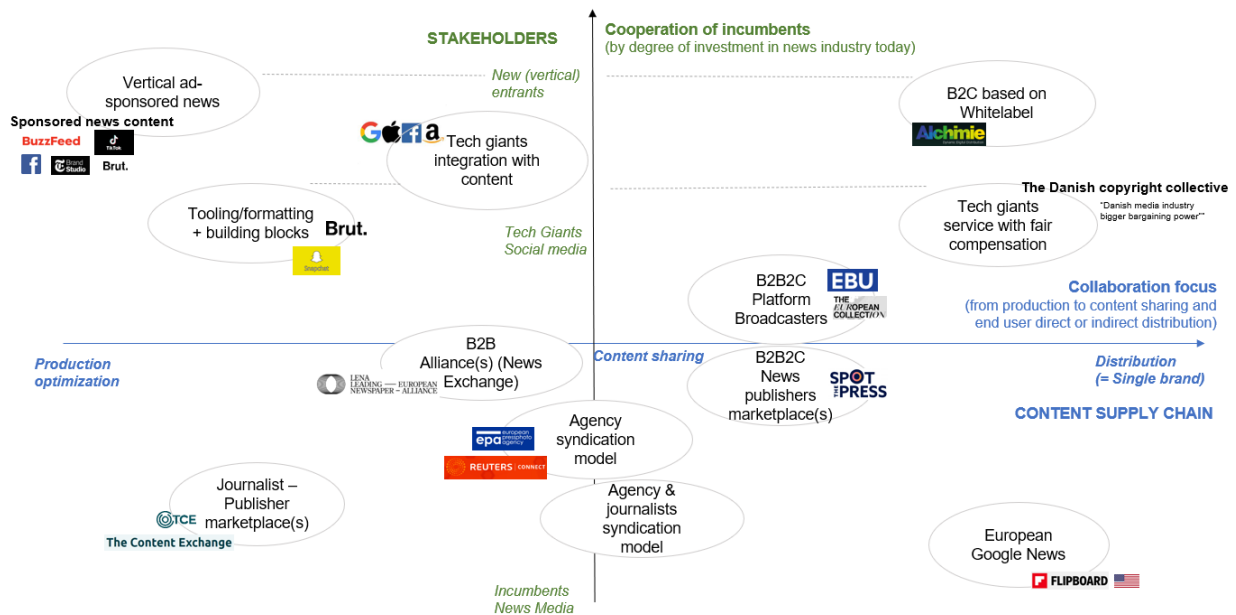 STAKEHOLDERS
Cooperation of incumbents
(by degree of investment in news industry today)
New (vertical)
entrants
Vertical ad-
sponsored news
Sponsored news content
BuzzFeed
TikTok
Brand
Studio
Brut.
Tech giants
integration with
content
B2C based on
Whitelabel
Alchimie
Tooling/formatting
+ building blocks
Brut.
Snapchat
Tech Giants
Social media
The Danish copyright collective
"Danish media industry
bigger bargaining power""
Tech giants
service with fair
compensation
B2B2C
Platform
Broadcasters
EBU
THE
EUROPEAN
COLLECTION
Collaboration focus
(from production to content sharing and
end user direct or indirect distribution)
Production
optimization
B2B
Alliance(s) (News
Exchange)
LENA
LEADING — EUROPEAN
NEWSPAPER – ALLIANCE
Content sharing
B2B2C
News
publishers
marketplace(s)
SPOT
THE
PRESS
Distribution
(= Single brand)
CONTENT SUPPLY CHAIN
Agency
syndication
model
epa
european
pressphoto
agency
REUTERS CONNECT
Journalist –
Publisher
marketplace(s)
TCE
The Content Exchange
Agency &
journalists
syndication
model
European
Google News
FLIPBOARD
Incumbents
News Media